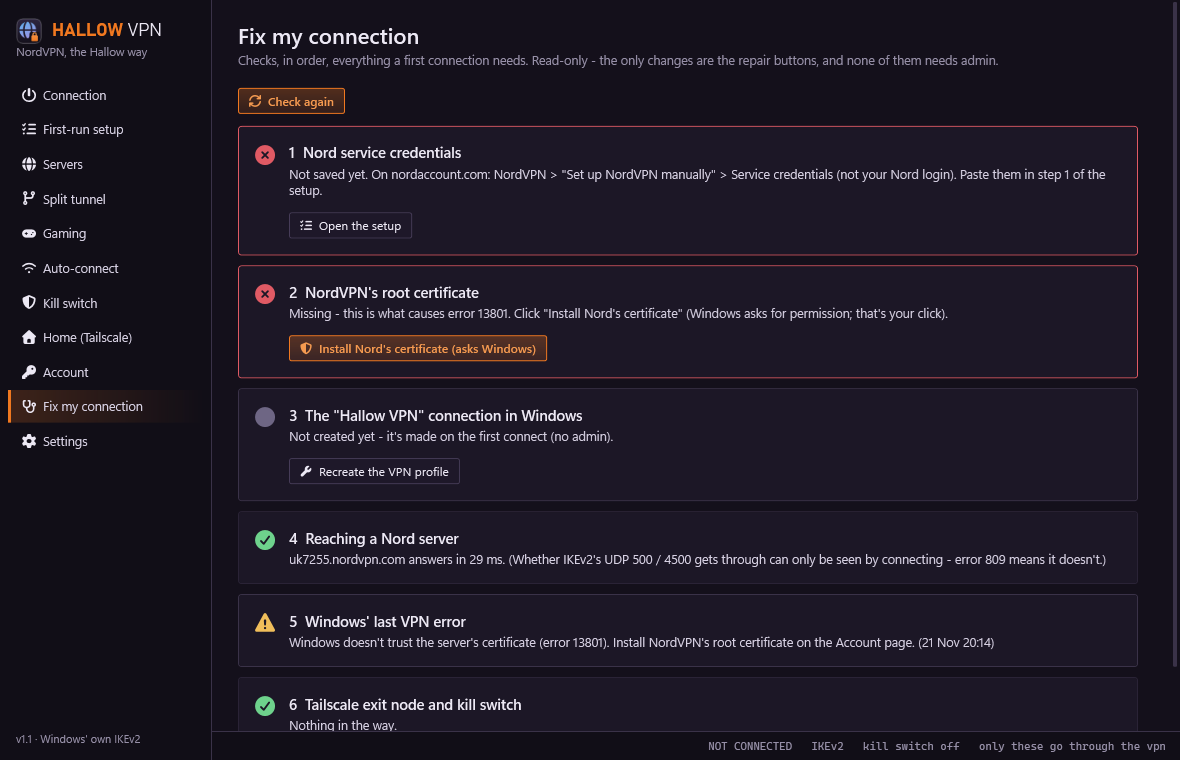 HALLOW VPN
NordVPN, the Hallow way
Connection
First-run setup
Servers
Split tunnel
Gaming
Auto-connect
Kill switch
Home (Tailscale)
Account
Fix my connection
Settings
v1.1 · Windows' own IKEv2
Fix my connection
Checks, in order, everything a first connection needs. Read-only - the only changes are the repair buttons, and none of them needs admin.
Check again
1 Nord service credentials
Not saved yet. On nordaccount.com: NordVPN > "Set up NordVPN manually" > Service credentials (not your Nord login). Paste them in step 1 of the
setup.
Open the setup
2 NordVPN's root certificate
Missing - this is what causes error 13801. Click "Install Nord's certificate" (Windows asks for permission; that's your click).
Install Nord's certificate (asks Windows)
3 The "Hallow VPN" connection in Windows
Not created yet - it's made on the first connect (no admin).
Recreate the VPN profile
4 Reaching a Nord server
uk7255.nordvpn.com answers in 29 ms. (Whether IKEv2's UDP 500 / 4500 gets through can only be seen by connecting - error 809 means it doesn't.)
5 Windows' last VPN error
Windows doesn't trust the server's certificate (error 13801). Install NordVPN's root certificate on the Account page. (21 Nov 20:14)
6 Tailscale exit node and kill switch
Nothing in the way.
NOT CONNECTED IKEv2 kill switch off only these go through the vpn